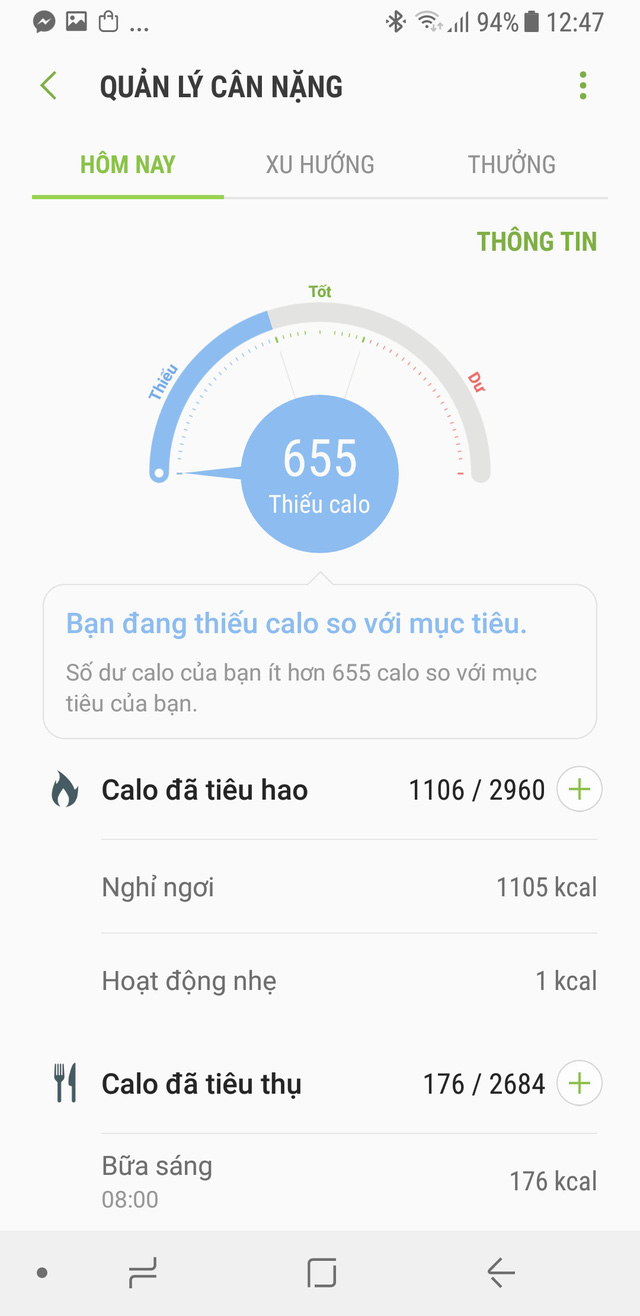 ... 94% 12:47
QUẢN LÝ CÂN NẶNG
HÔM NAY XU HƯỚNG THƯỞNG
THÔNG TIN
Tốt
Thiếu
Dư
655
Thiếu calo
Bạn đang thiếu calo so với mục tiêu.
Số dư calo của bạn ít hơn 655 calo so với mục
tiêu của bạn.
Calo đã tiêu hao 1106 / 2960
Nghỉ ngơi 1105 kcal
Hoạt động nhẹ 1 kcal
Calo đã tiêu thụ 176 / 2684
Bữa sáng 176 kcal
08:00